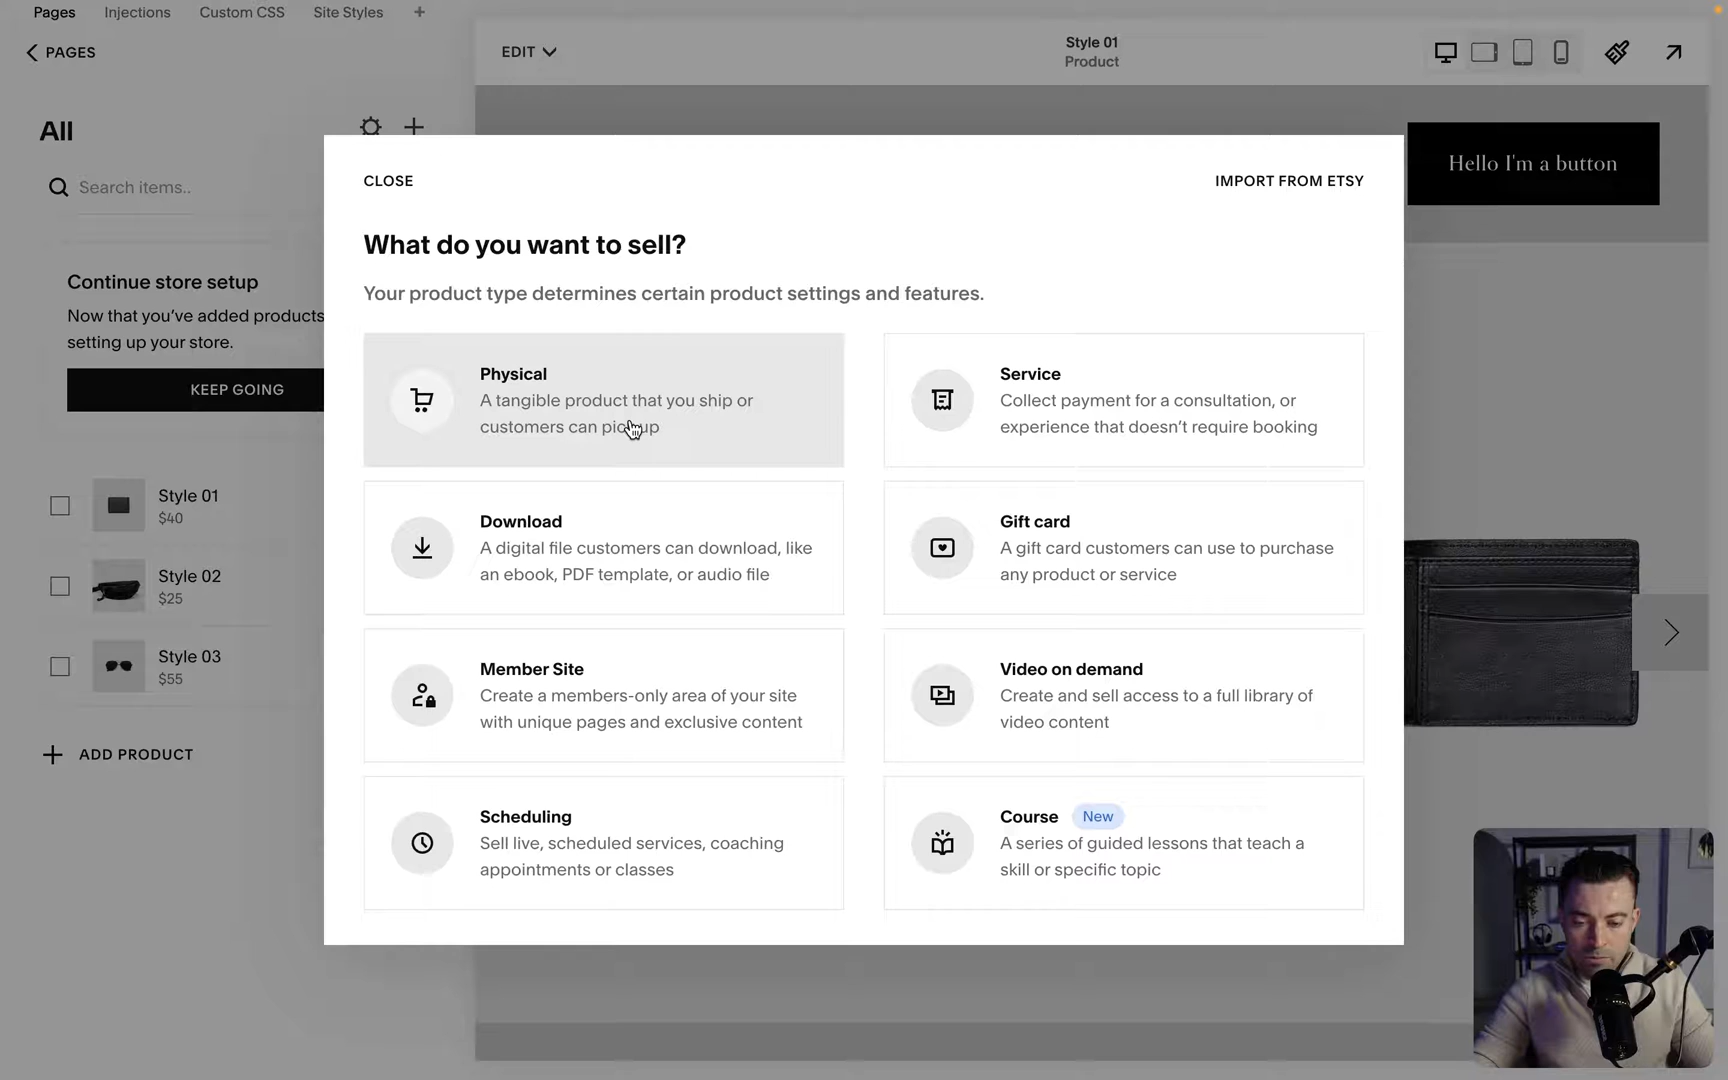 Pages Injections Custom CSS Site Styles +
PAGES
EDIT
Style 01
Product
All
Search items..
Continue store setup
Now that you've added products
setting up your store.
KEEP GOING
Style 01
$40
Style 02
$25
Style 03
$55
ADD PRODUCT
CLOSE
IMPORT FROM ETSY
What do you want to sell?
Your product type determines certain product settings and features.
Physical
A tangible product that you ship or
customers can pickup
Service
Collect payment for a consultation, or
experience that doesn't require booking
Download
A digital file customers can download, like
an ebook, PDF template, or audio file
Gift card
A gift card customers can use to purchase
any product or service
Member Site
Create a members-only area of your site
with unique pages and exclusive content
Video on demand
Create and sell access to a full library of
video content
Scheduling
Sell live, scheduled services, coaching
appointments or classes
Course New
A series of guided lessons that teach a
skill or specific topic
Hello I'm a button